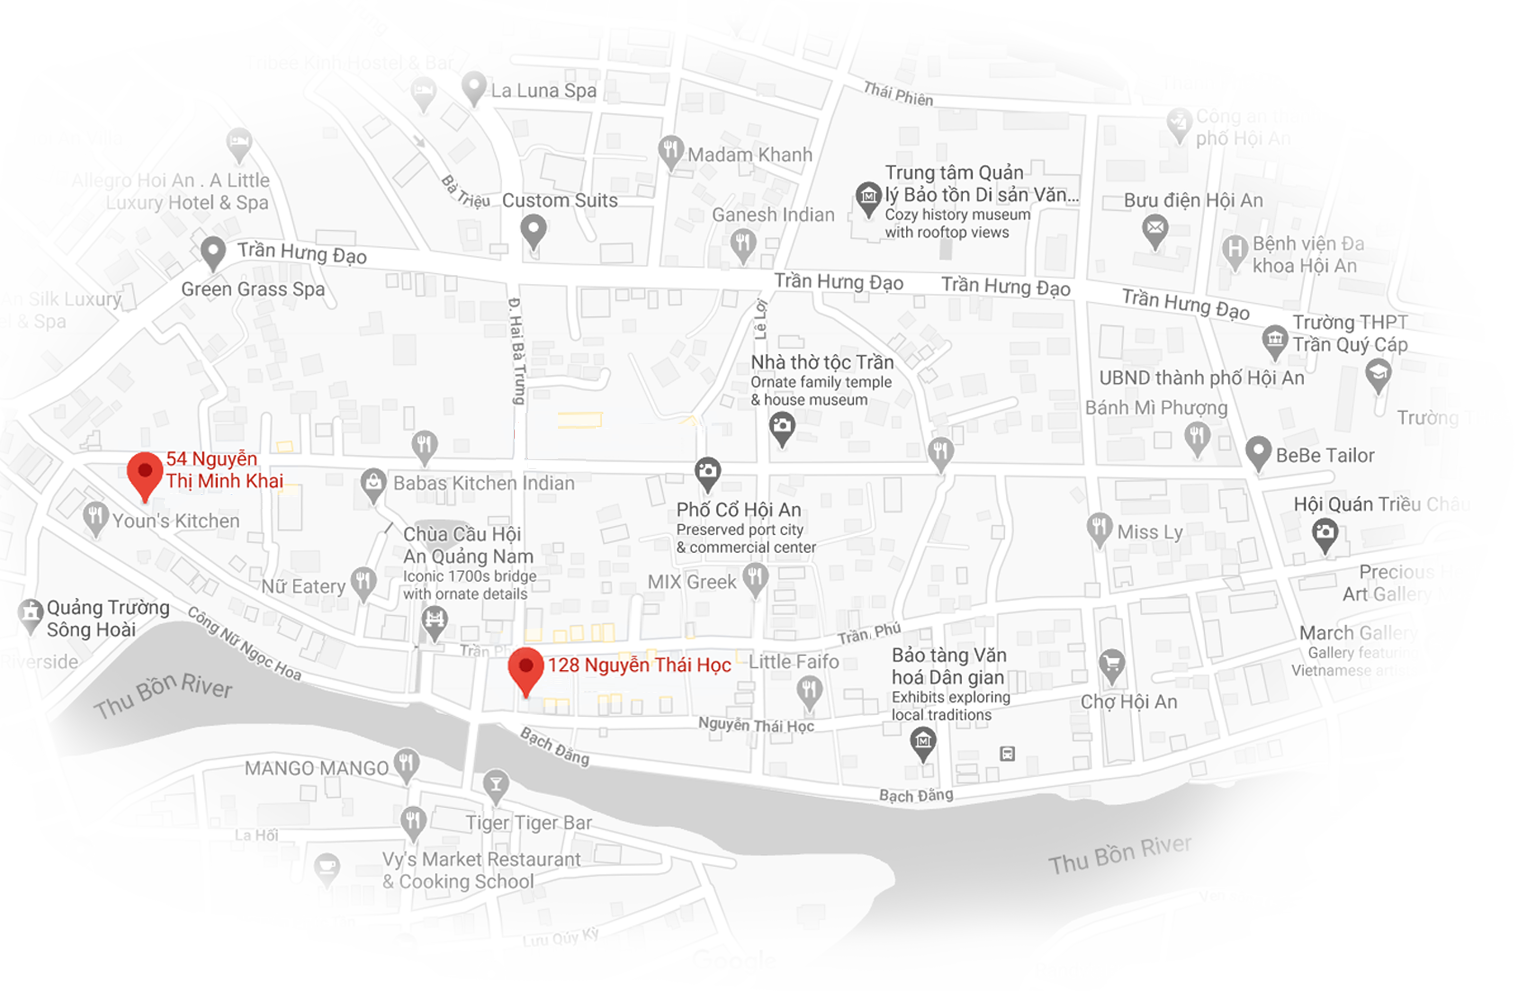 Vibee Kinh Hostel & Bar
La Luna Spa
Thái Phiên
phố Hội An
Madam Khanh
Allegro Hoi An . A Little
Luxury Hotel & Spa
Bà Triệu
Custom Suits
Ganesh Indian
Trung tâm Quản
lý Bảo tồn Di sản Văn...
Cozy history museum
with rooftop views
Bưu điện Hội An
Bệnh viện Đa
khoa Hội An
Trần Hưng Đạo
Green Grass Spa
Trần Hưng Đạo
Trần Hưng Đạo
Trần Hưng Đạo
Silk Luxury
& Spa
Đ. Hai Bà Trưng
Lê Lợi
Trường THPT
Trần Quý Cáp
Nhà thờ tộc Trần
Ornate family temple
& house museum
UBND thành phố Hội An
Bánh Mì Phượng
Trường
BeBe Tailor
54 Nguyễn
Thị Minh Khai
Babas Kitchen Indian
Youn's Kitchen
Phố Cổ Hội An
Preserved port city
& commercial center
Hội Quán Triều Châu
Miss Ly
Chùa Cầu Hội
An Quảng Nam
Iconic 1700s bridge
with ornate details
Nữ Eatery
MIX Greek
Precious
Art Gallery
Quảng Trường
Sông Hoài
Công Nữ Ngọc Hoa
Trần
Trần Phú
March Gallery
Gallery featuring
Vietnamese
Riverside
128 Nguyễn Thái Học
Little Faifo
Bảo tàng Văn
hoá Dân gian
Exhibits exploring
local traditions
Chợ Hội An
Thu Bồn River
Nguyễn Thái Học
Bạch Đằng
MANGO MANGO
Bạch Đằng
Tiger Tiger Bar
La Hối
Vy's Market Restaurant
& Cooking School
Thu Bồn River
Lưu Qúy Kỳ
Google